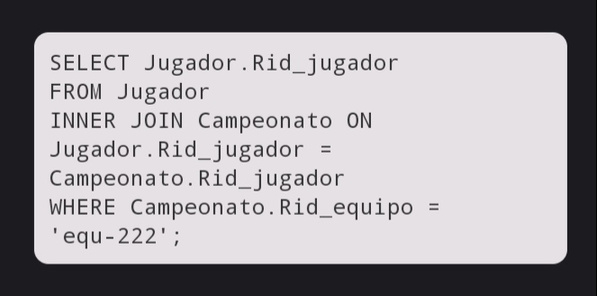 SELECT Jugador.Rid_jugador
FROM Jugador
INNER JOIN Campeonato ON
Jugador.Rid_jugador =
Campeonato.Rid_jugador
WHERE Campeonato.Rid_equipo =
'equ-222';